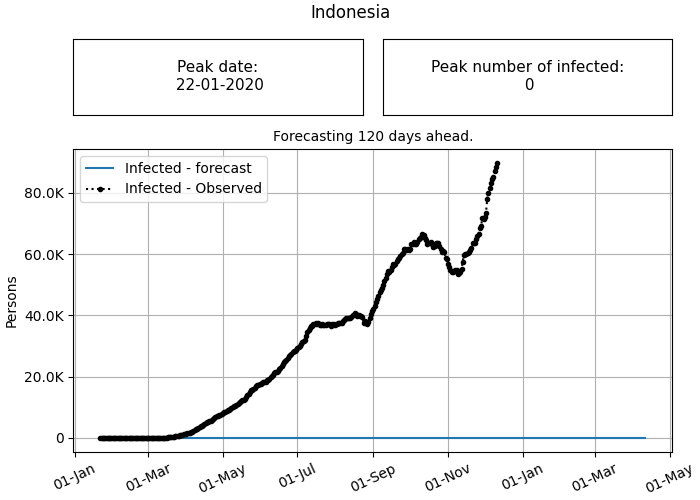 Indonesia
Peak date:
22-01-2020
Peak number of infected:
0
Forecasting 120 days ahead.
Infected - forecast
Infected - Observed
Persons
80.0K
60.0K
40.0K
20.0K
0
01-Jan
01-Mar
01-May
01-Jul
01-Sep
01-Nov
01-Jan
01-Mar
01-May